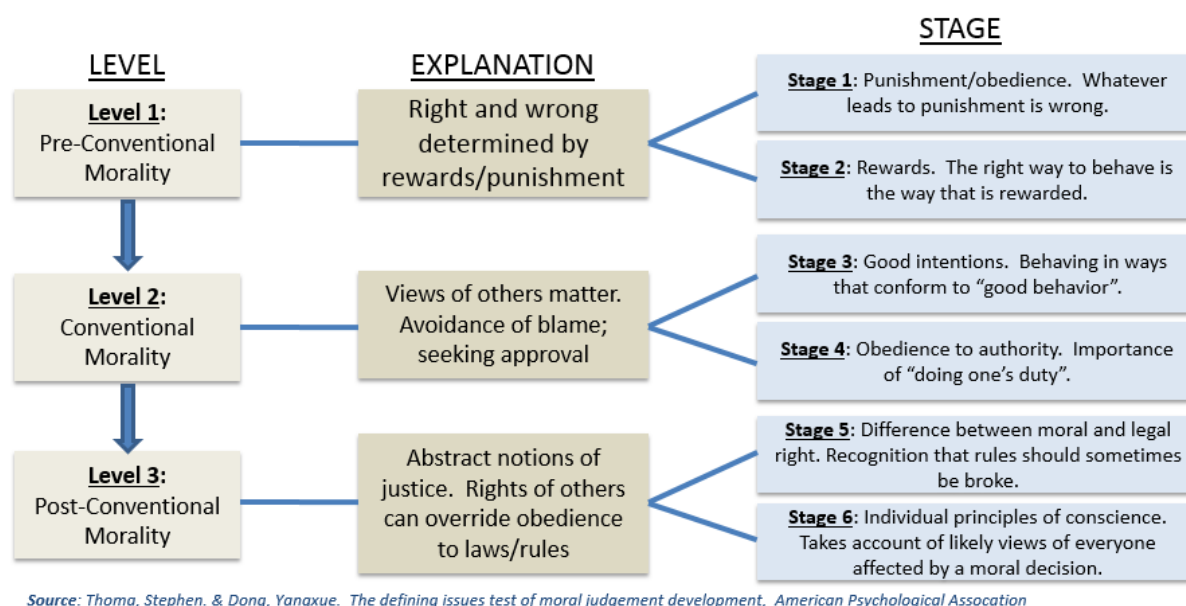 STAGE
LEVEL
EXPLANATION
Level 1:
Pre-Conventional
Morality
Right and wrong
determined by
rewards/punishment
Stage 1: Punishment/obedience. Whatever
leads to punishment is wrong.
Stage 2: Rewards. The right way to behave is
the way that is rewarded.
Level 2:
Conventional
Morality
Views of others matter.
Avoidance of blame;
seeking approval
Stage 3: Good intentions. Behaving in ways
that conform to “good behavior”.
Stage 4: Obedience to authority. Importance
of “doing one’s duty”.
Level 3:
Post-Conventional
Morality
Abstract notions of
justice. Rights of others
can override obedience
to laws/rules
Stage 5: Difference between moral and legal
right. Recognition that rules should sometimes
be broke.
Stage 6: Individual principles of conscience.
Takes account of likely views of everyone
affected by a moral decision.
Source: Thoma, Stephen, & Dong, Yangxue. The defining issues test of moral judgement development. American Psychological Assocation